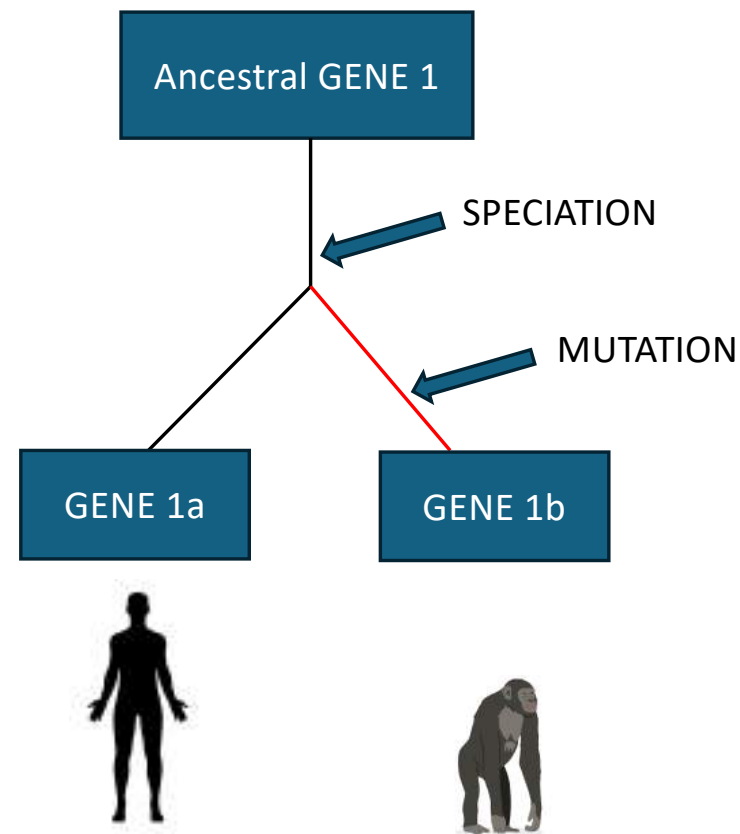 Ancestral GENE 1
SPECIATION
MUTATION
GENE 1a
GENE 1b